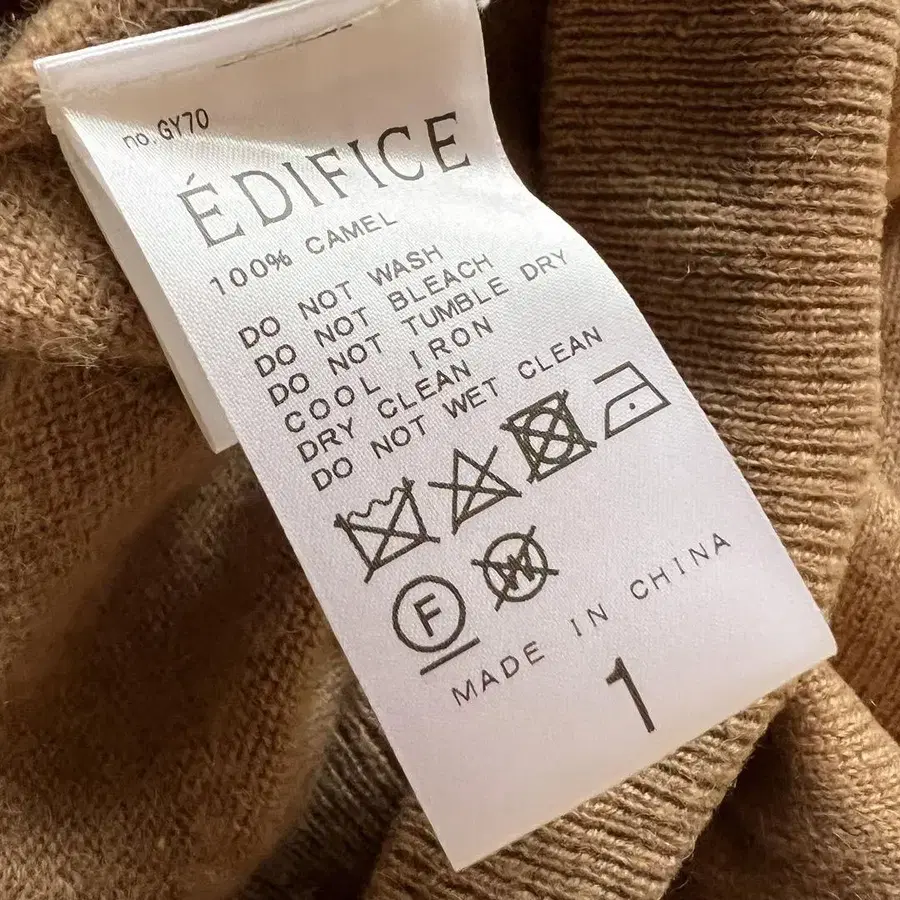 no. GY70
ÉDIFICE
100% CAMEL
DO NOT WASH
DO NOT BLEACH
DO NOT TUMBLE DRY
COOL IRON
DRY CLEAN
DO NOT WET CLEAN
F W
MADE IN CHINA
1